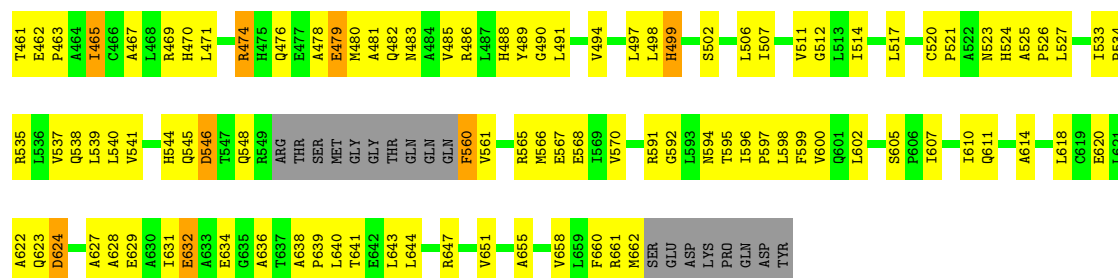 T461 E462 P463 A464 I465 C466 A467 L468 R469 H470 L471 R474 H475 Q476 E477 A478 E479 M480 A481 Q482 N483 A484 V485 R486 L487 H488 Y489 G490 L491 V494 L497 L498 H499 S502 L506 I507 V511 G512 L513 I514 L517 C520 P521 A522 N523 H524 A525 P526 L527 I533
R535 L536 V537 Q538 L539 L540 V541 H544 Q545 D546 T547 Q548 R549 ARG THR SER MET GLY GLY THR GLN GLN GLN F560 V561 R565 M566 E567 E568 I569 V570 R591 G592 L593 N594 T595 I596 P597 L598 F599 V600 Q601 L602 S605 P606 I607 I610 Q611 A614 L618 C619 E620
A622 Q623 D624 A627 A628 E629 A630 I631 E632 A633 E634 G635 A636 T637 A638 P639 L640 T641 E642 L643 L644 R647 V651 A655 V658 L659 F660 R661 M662 SER GLU ASP LYS PRO GLN ASP TYR